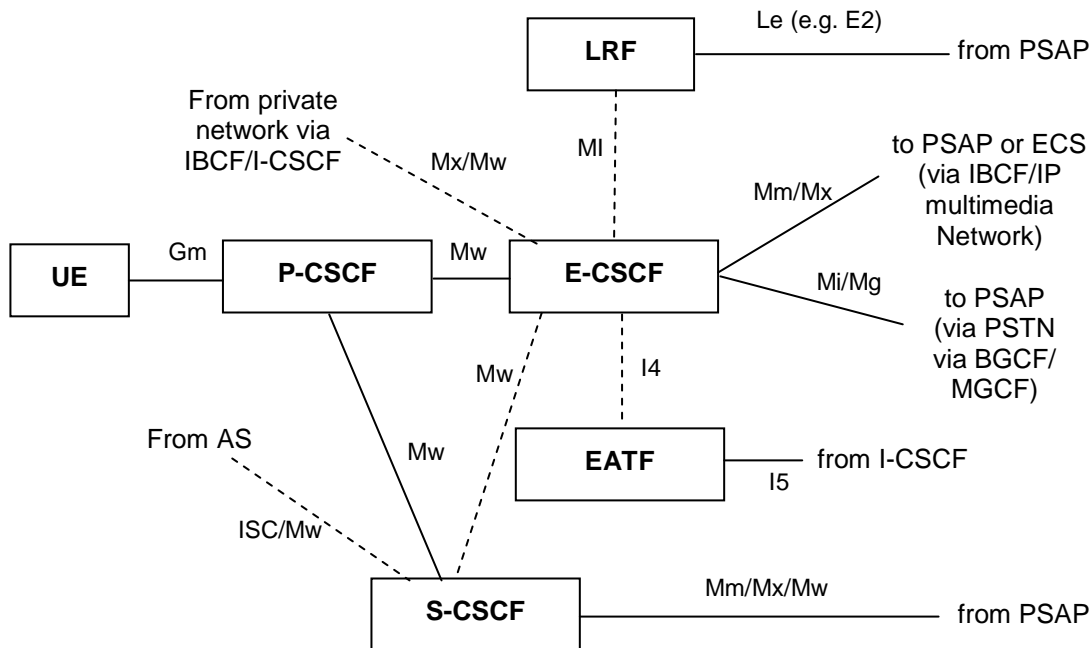 Le (e.g. E2)
LRF
from PSAP
From private
network via
IBCF/I-CSCF
Mx/Mw
Ml
to PSAP or ECS
(via IBCF/IP
multimedia
Network)
Mm/Mx
UE
Gm
P-CSCF
Mw
E-CSCF
Mi/Mg
to PSAP
(via PSTN
via BGCF/
MGCF)
Mw
I4
From AS
Mw
EATF
I5
from I-CSCF
ISC/Mw
S-CSCF
Mm/Mx/Mw
from PSAP